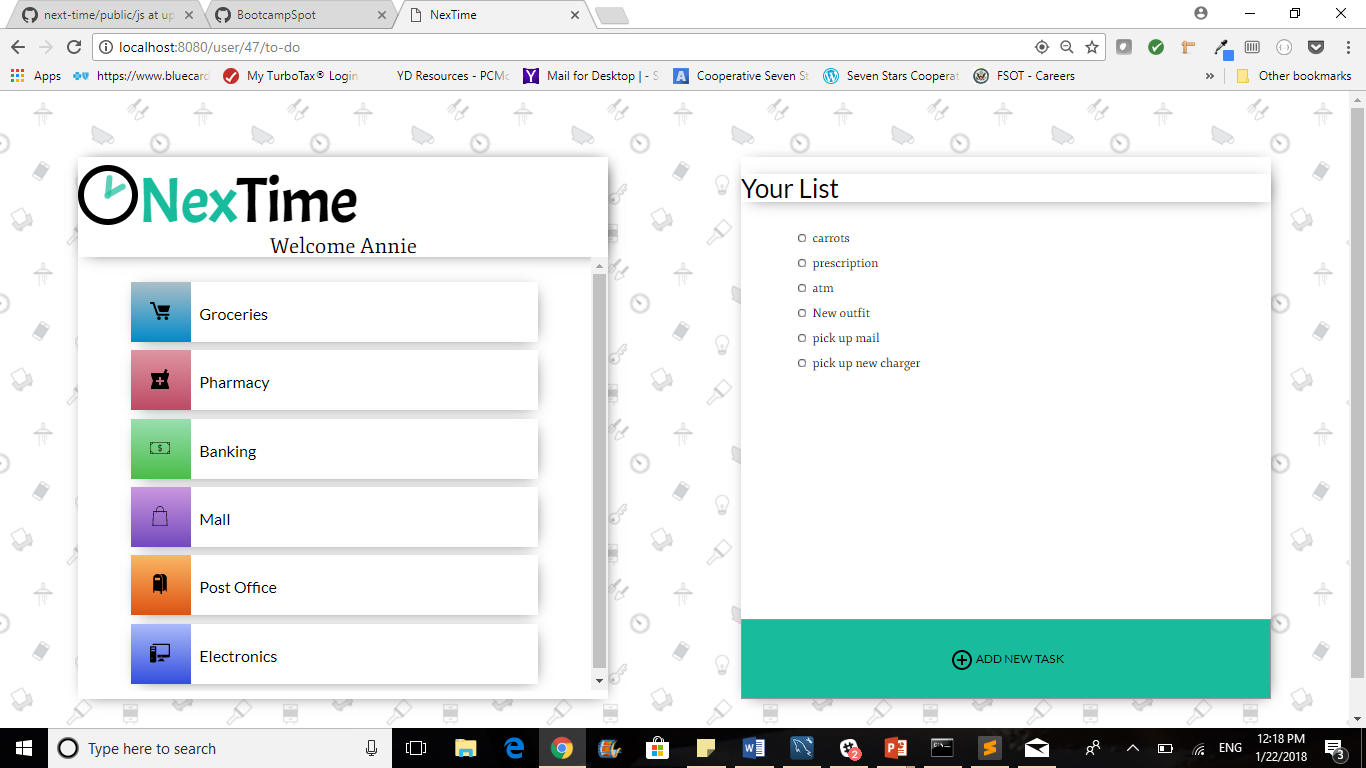 next-time/public/js at up
BootcampSpot
NexTime
localhost:8080/user/47/to-do
Apps
https://www.bluecard
My TurboTax® Login
YD Resources - PCMc
Mail for Desktop | - S
Cooperative Seven St
Seven Stars Cooperat
FSOT - Careers
»
Other bookmarks
NexTime
Welcome Annie
Groceries
Pharmacy
Banking
Mall
Post Office
Electronics
Your List
carrots
prescription
atm
New outfit
pick up mail
pick up new charger
ADD NEW TASK
Type here to search
2
ENG
12:18 PM
1/22/2018
3